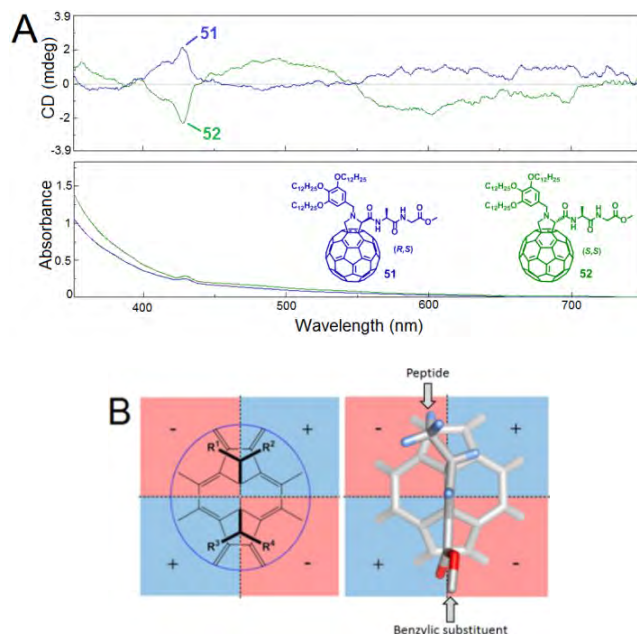 A
3.9
2
0
-2
-3.9
CD (mdeg)
51
52
1.5
1
0.5
0
Absorbance
OC12H25
C12H25O
C12H25O
N
O
N
H
O
H
N
O
O
(R,S)
51
OC12H25
C12H25O
C12H25O
N
O
N
H
O
H
N
O
O
(S,S)
52
400 500 600 700
Wavelength (nm)
B
Peptide
- +
R1 R2
R3 R4
+ -
- +
+ -
Benzylic substituent